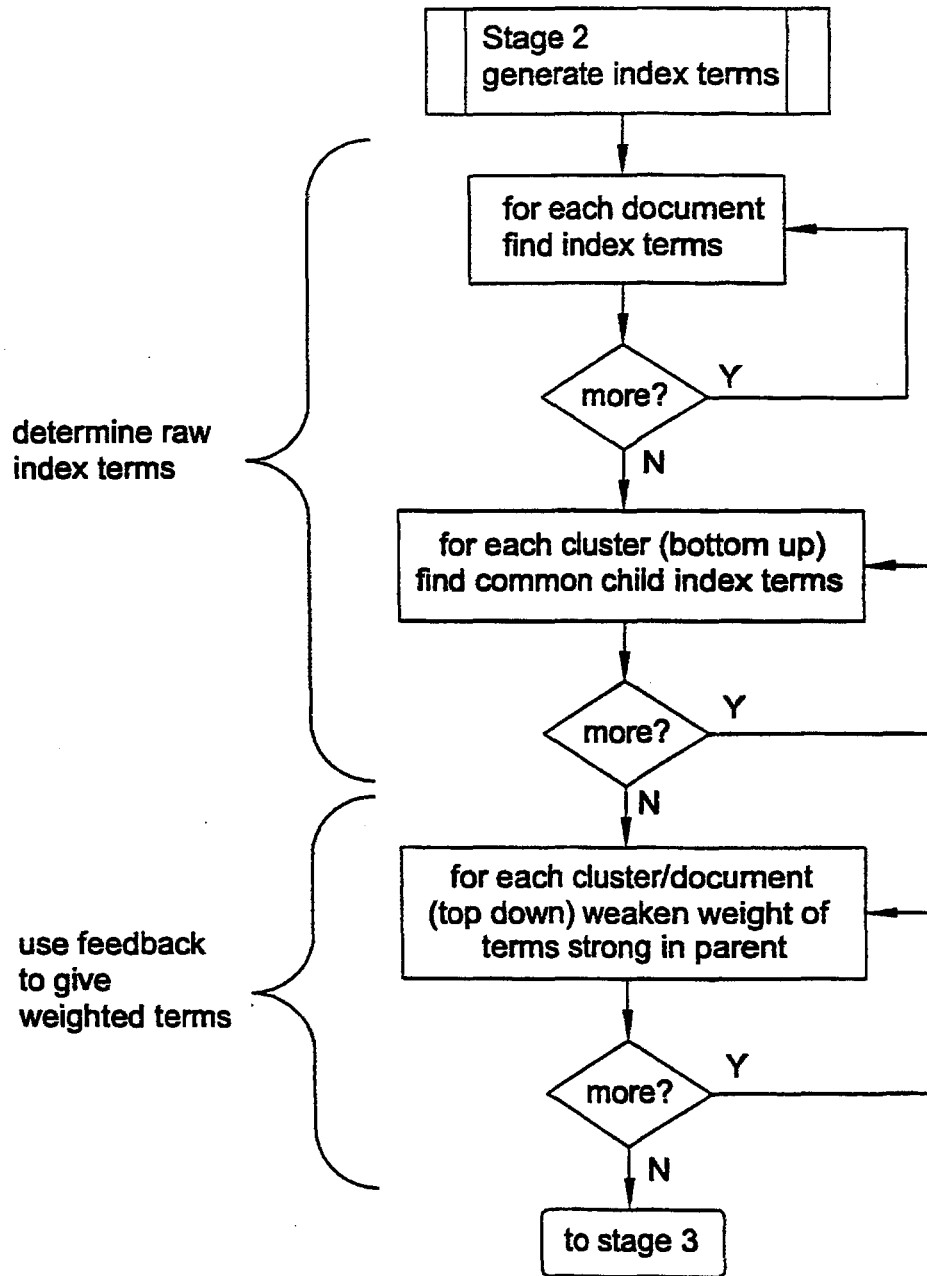 Stage 2
generate index terms
for each document
find index terms
more?
Y
N
determine raw
index terms
for each cluster (bottom up)
find common child index terms
more?
Y
N
for each cluster/document
(top down) weaken weight of
terms strong in parent
use feedback
to give
weighted terms
more?
Y
N
to stage 3